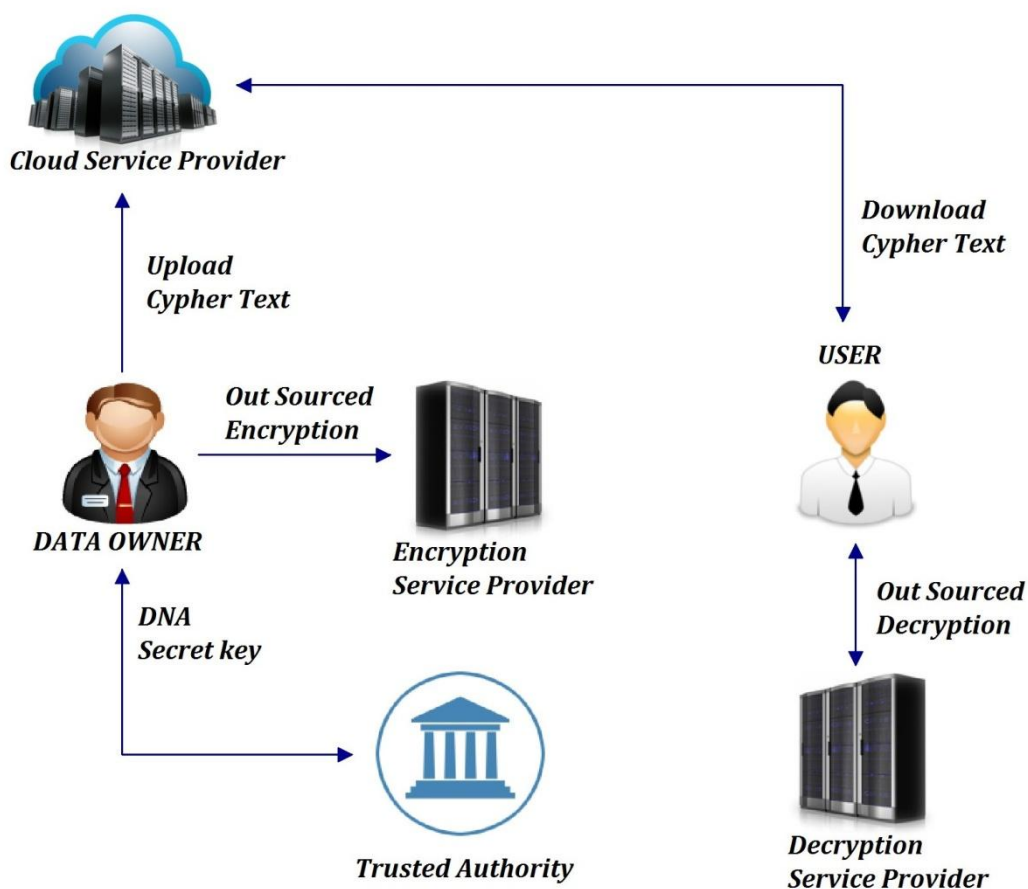 Cloud Service Provider
Download
Cypher Text
Upload
Cypher Text
USER
Out Sourced
Encryption
DATA OWNER
Encryption
Service Provider
Out Sourced
Decryption
DNA
Secret key
Trusted Authority
Decryption
Service Provider